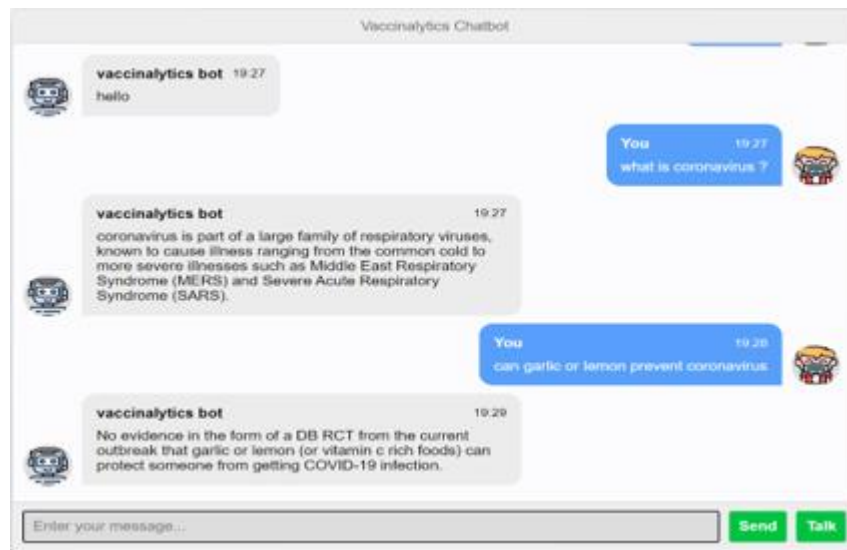 Vaccinalytics Chatbot
vaccinalytics bot 19:27
hello
You 19:27
what is coronavirus ?
vaccinalytics bot 19:27
coronavirus is part of a large family of respiratory viruses,
known to cause illness ranging from the common cold to
more severe illnesses such as Middle East Respiratory
Syndrome (MERS) and Severe Acute Respiratory
Syndrome (SARS).
You 19:28
can garlic or lemon prevent coronavirus
vaccinalytics bot 19:29
No evidence in the form of a DB RCT from the current
outbreak that garlic or lemon (or vitamin c rich foods) can
protect someone from getting COVID-19 infection.
Enter your message...
Send Talk